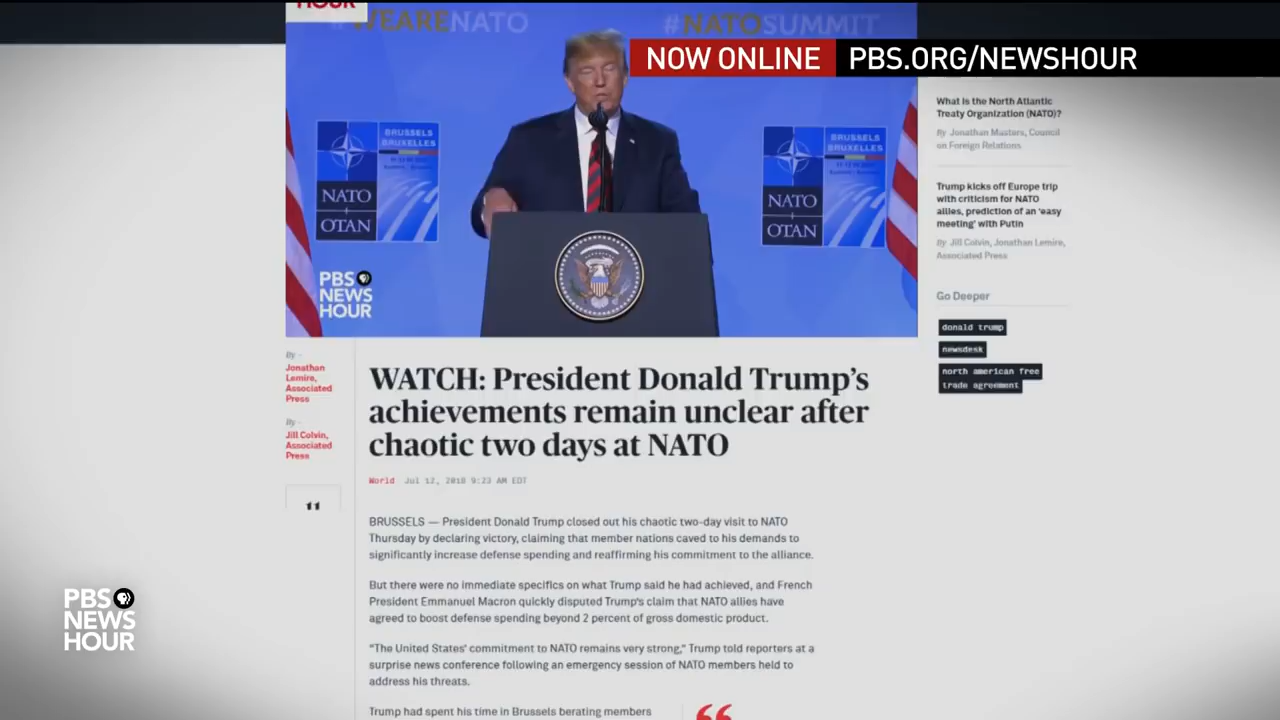 HOUR
#WEARENATO
#NATOSUMMIT
NOW ONLINE
PBS.ORG/NEWSHOUR
BRUSSELS
BRUXELLES
NATO
OTAN
BRUSSELS
BRUXELLES
NATO
OTAN
PBS
NEWS
HOUR
What is the North Atlantic
Treaty Organization (NATO)?
By Jonathan Masters, Council
on Foreign Relations
Trump kicks off Europe trip
with criticism for NATO
allies, prediction of an ‘easy
meeting’ with Putin
By Jill Colvin, Jonathan Lemire,
Associated Press
Go Deeper
donald trump
newsdesk
north american free
trade agreement
By -
Jonathan
Lemire,
Associated
Press
By -
Jill Colvin,
Associated
Press
WATCH: President Donald Trump’s
achievements remain unclear after
chaotic two days at NATO
World Jul 12, 2018 9:23 AM EDT
BRUSSELS — President Donald Trump closed out his chaotic two-day visit to NATO
Thursday by declaring victory, claiming that member nations caved to his demands to
significantly increase defense spending and reaffirming his commitment to the alliance.
But there were no immediate specifics on what Trump said he had achieved, and French
President Emmanuel Macron quickly disputed Trump’s claim that NATO allies have
agreed to boost defense spending beyond 2 percent of gross domestic product.
“The United States’ commitment to NATO remains very strong,” Trump told reporters at a
surprise news conference following an emergency session of NATO members held to
address his threats.
Trump had spent his time in Brussels berating members
PBS
NEWS
HOUR